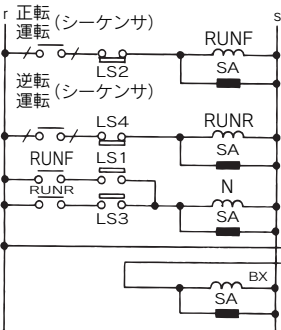 r 正転 s
運転 (シーケンサ)
RUNF
LS2 SA
逆転
運転 (シーケンサ)
LS4 RUNR
RUNF LS1 SA
RUNR N
LS3 SA
BX
SA